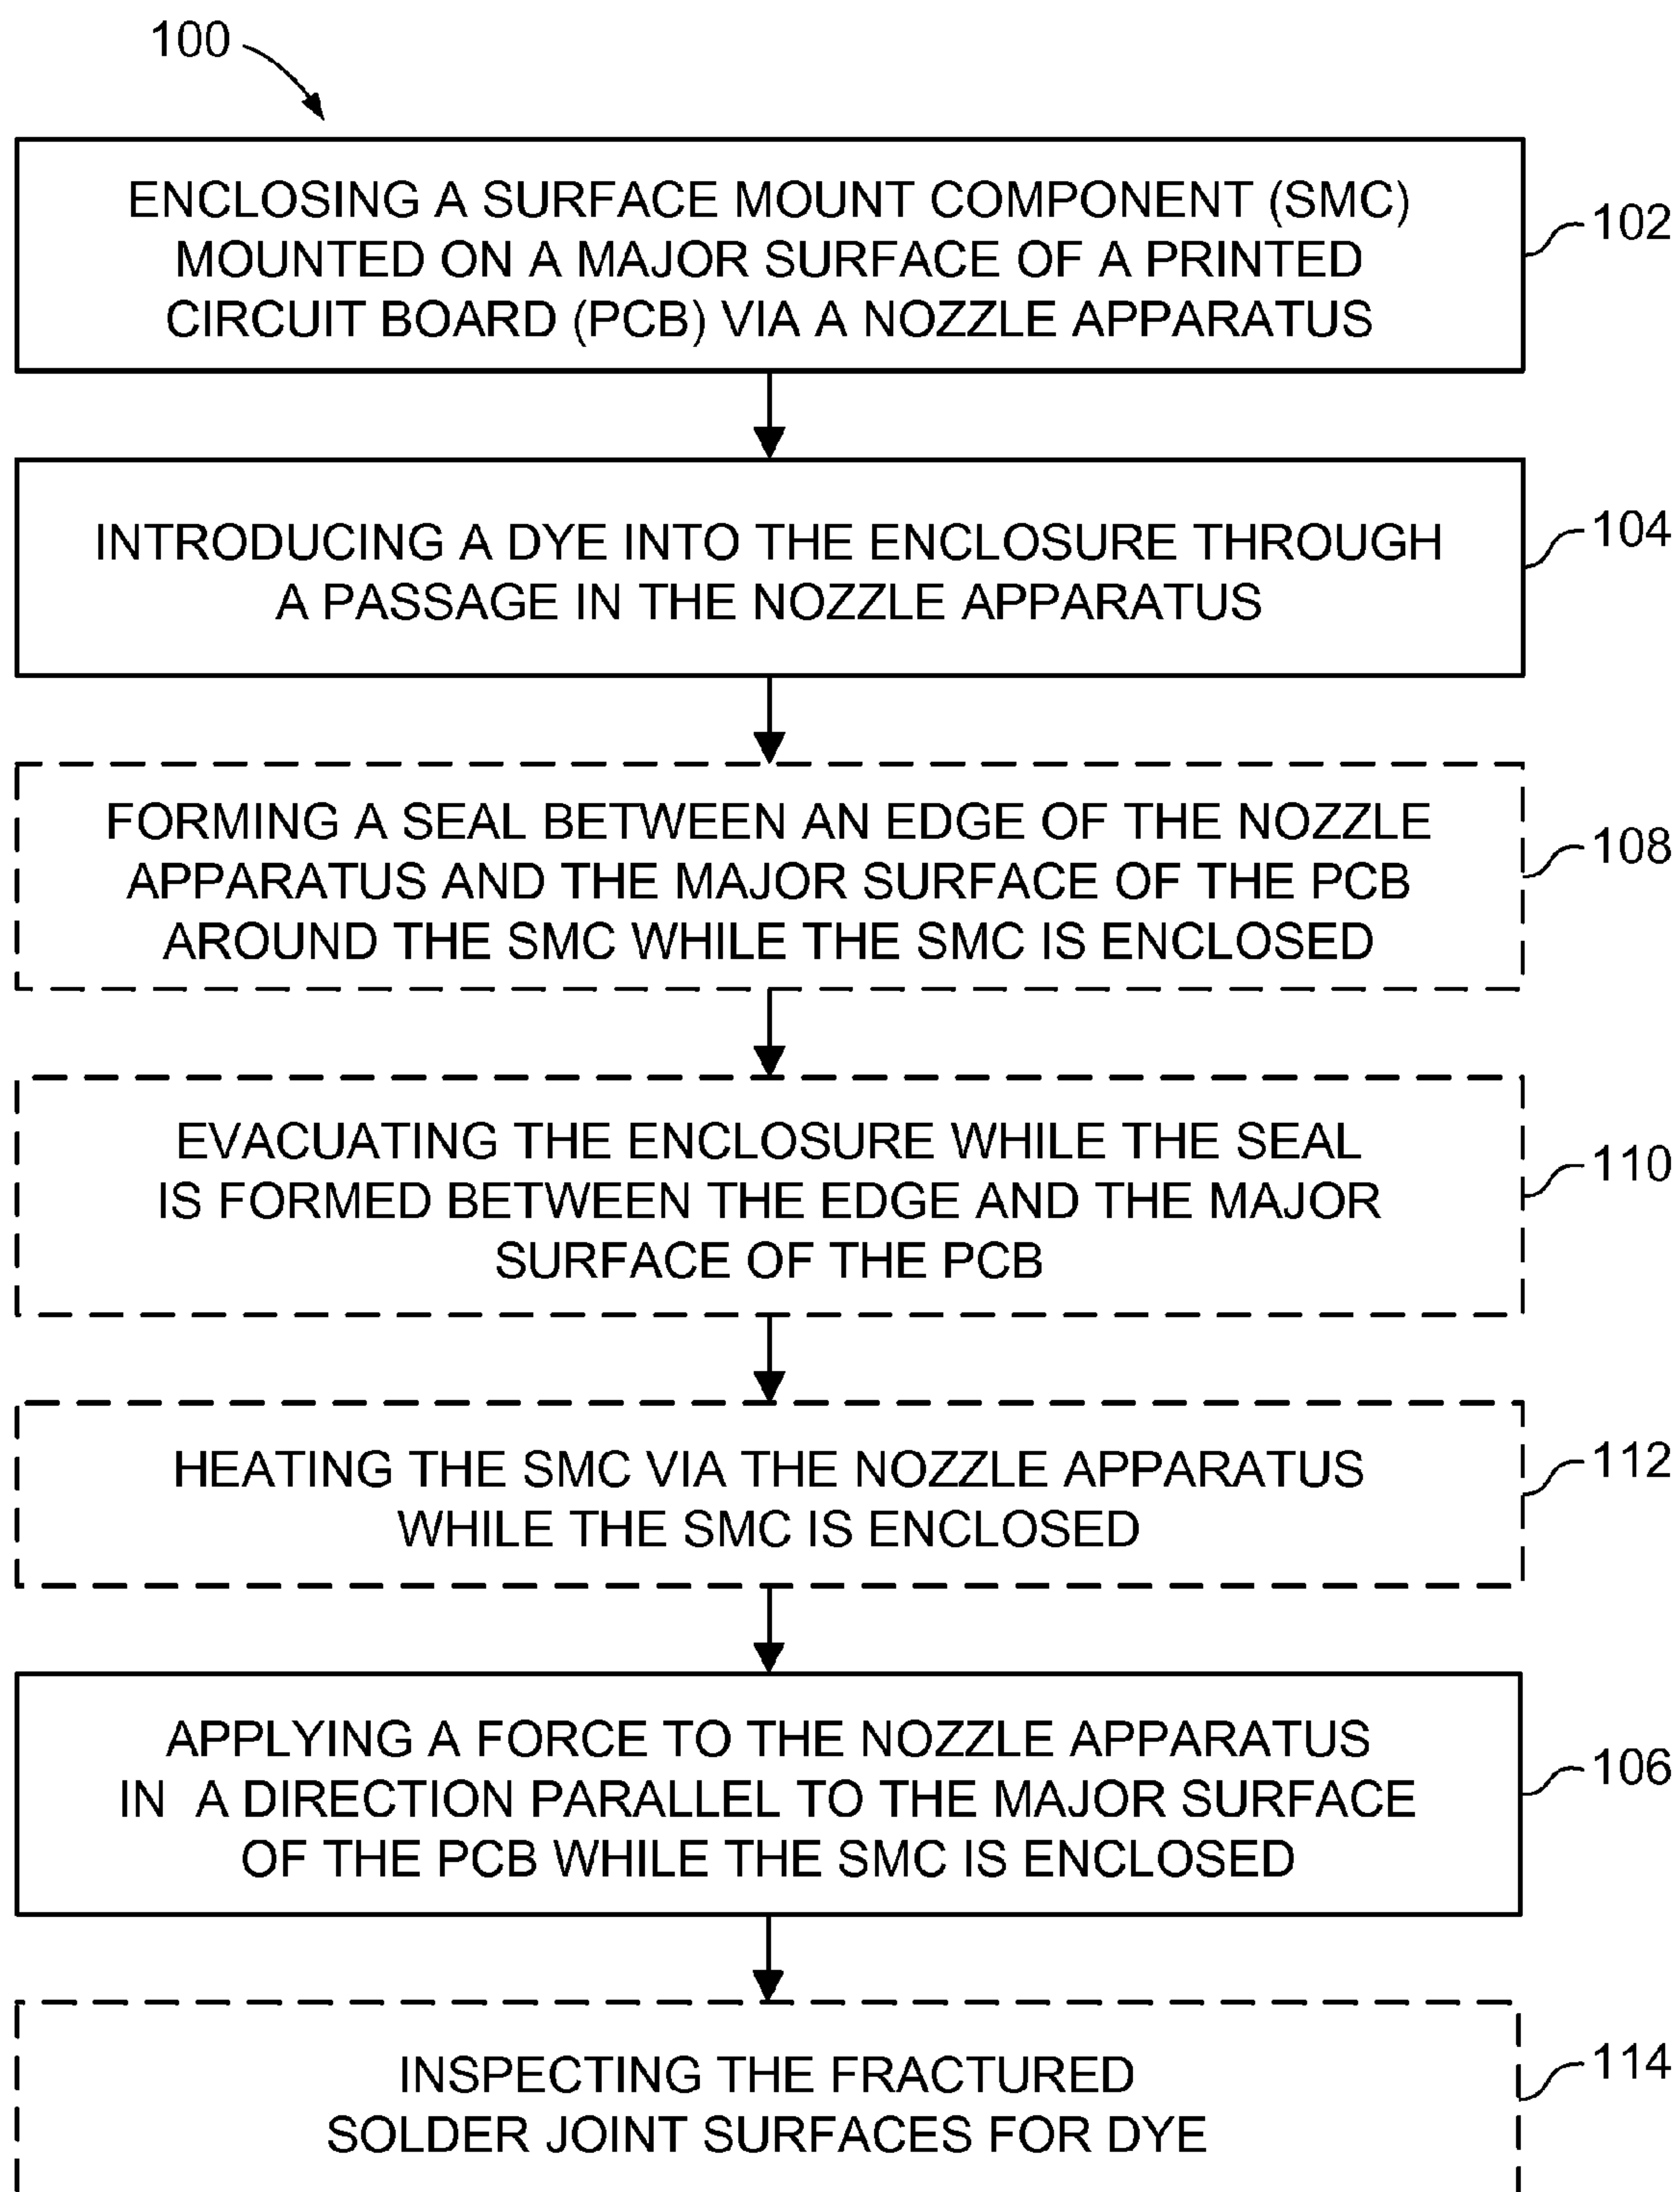 100
ENCLOSING A SURFACE MOUNT COMPONENT (SMC)
MOUNTED ON A MAJOR SURFACE OF A PRINTED
CIRCUIT BOARD (PCB) VIA A NOZZLE APPARATUS
102
INTRODUCING A DYE INTO THE ENCLOSURE THROUGH
A PASSAGE IN THE NOZZLE APPARATUS
104
FORMING A SEAL BETWEEN AN EDGE OF THE NOZZLE
APPARATUS AND THE MAJOR SURFACE OF THE PCB
AROUND THE SMC WHILE THE SMC IS ENCLOSED
108
EVACUATING THE ENCLOSURE WHILE THE SEAL
IS FORMED BETWEEN THE EDGE AND THE MAJOR
SURFACE OF THE PCB
110
HEATING THE SMC VIA THE NOZZLE APPARATUS
WHILE THE SMC IS ENCLOSED
112
APPLYING A FORCE TO THE NOZZLE APPARATUS
IN A DIRECTION PARALLEL TO THE MAJOR SURFACE
OF THE PCB WHILE THE SMC IS ENCLOSED
106
INSPECTING THE FRACTURED
SOLDER JOINT SURFACES FOR DYE
114